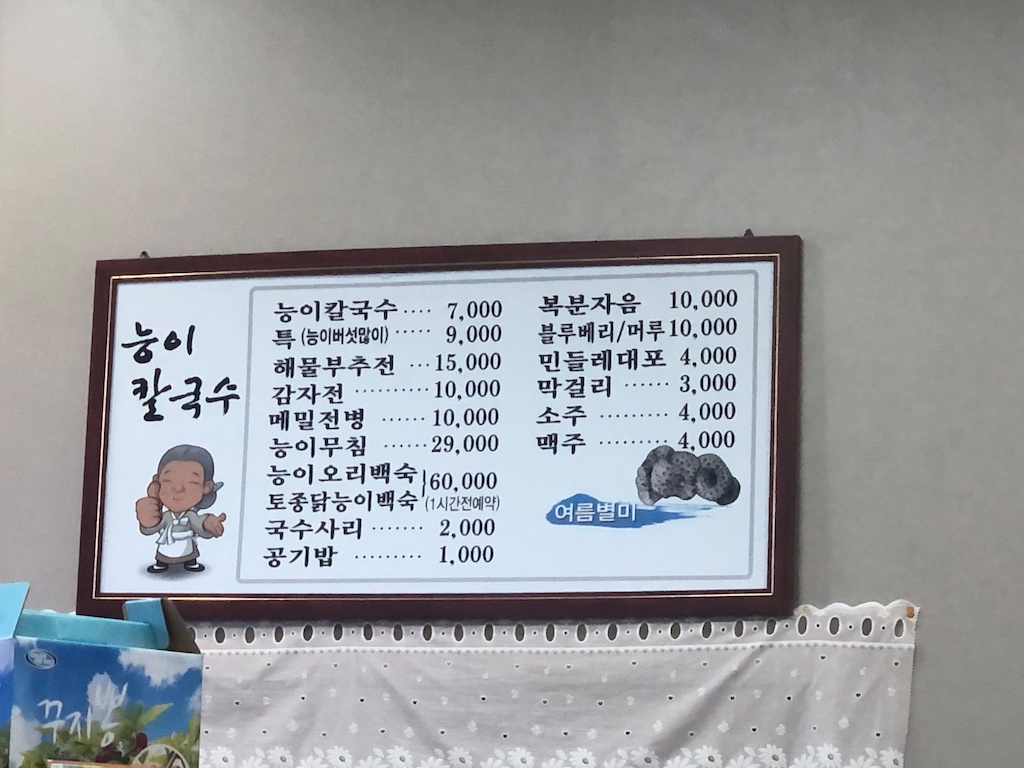 능이
칼국수
능이칼국수 ···· 7,000
특 (능이버섯많이) ····· 9,000
해물부추전 ··· 15,000
감자전 ·········· 10,000
메밀전병 ······ 10,000
능이무침 ······ 29,000
능이오리백숙
토종닭능이백숙 } 60,000 (1시간전예약)
국수사리 ······· 2,000
공기밥 ········· 1,000
복분자음 10,000
블루베리/머루 10,000
민들레대포 4,000
막걸리 ······ 3,000
소주 ········· 4,000
맥주 ········· 4,000
여름별미
꾸지뽕